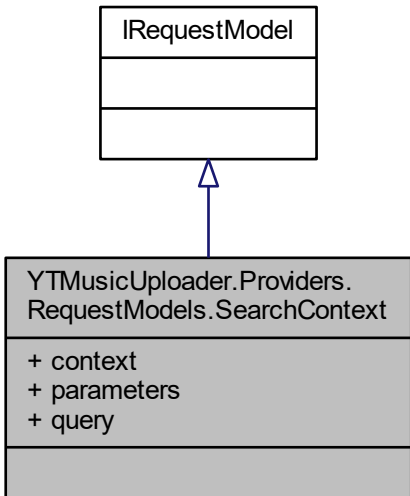 IRequestModel
YTMusicUploader.Providers.
RequestModels.SearchContext
+ context
+ parameters
+ query